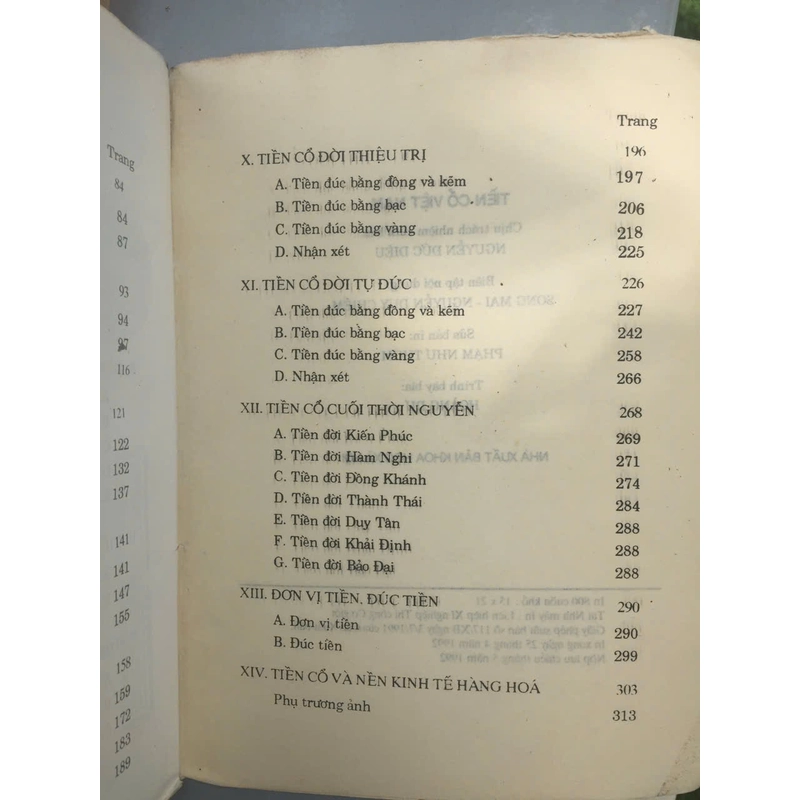 Trang
84
84
87
93
94
97
116
121
122
132
137
141
141
147
155
158
159
172
183
189
Trang
X. TIỀN CỔ ĐỜI THIỆU TRỊ 196
A. Tiền đúc bằng đồng và kẽm 197
B. Tiền đúc bằng bạc 206
C. Tiền đúc bằng vàng 218
D. Nhận xét 225
XI. TIỀN CỔ ĐỜI TỰ ĐỨC 226
A. Tiền đúc bằng đồng và kẽm 227
B. Tiền đúc bằng bạc 242
C. Tiền đúc bằng vàng 258
D. Nhận xét 266
XII. TIỀN CỔ CUỐI THỜI NGUYỄN 268
A. Tiền đời Kiến Phúc 269
B. Tiền đời Hàm Nghi 271
C. Tiền đời Đồng Khánh 274
D. Tiền đời Thành Thái 284
E. Tiền đời Duy Tân 288
F. Tiền đời Khải Định 288
G. Tiền đời Bảo Đại 288
XIII. ĐƠN VỊ TIỀN. ĐÚC TIỀN 290
A. Đơn vị tiền 290
B. Đúc tiền 299
XIV. TIỀN CỔ VÀ NỀN KINH TẾ HÀNG HOÁ 303
Phụ trương ảnh 313